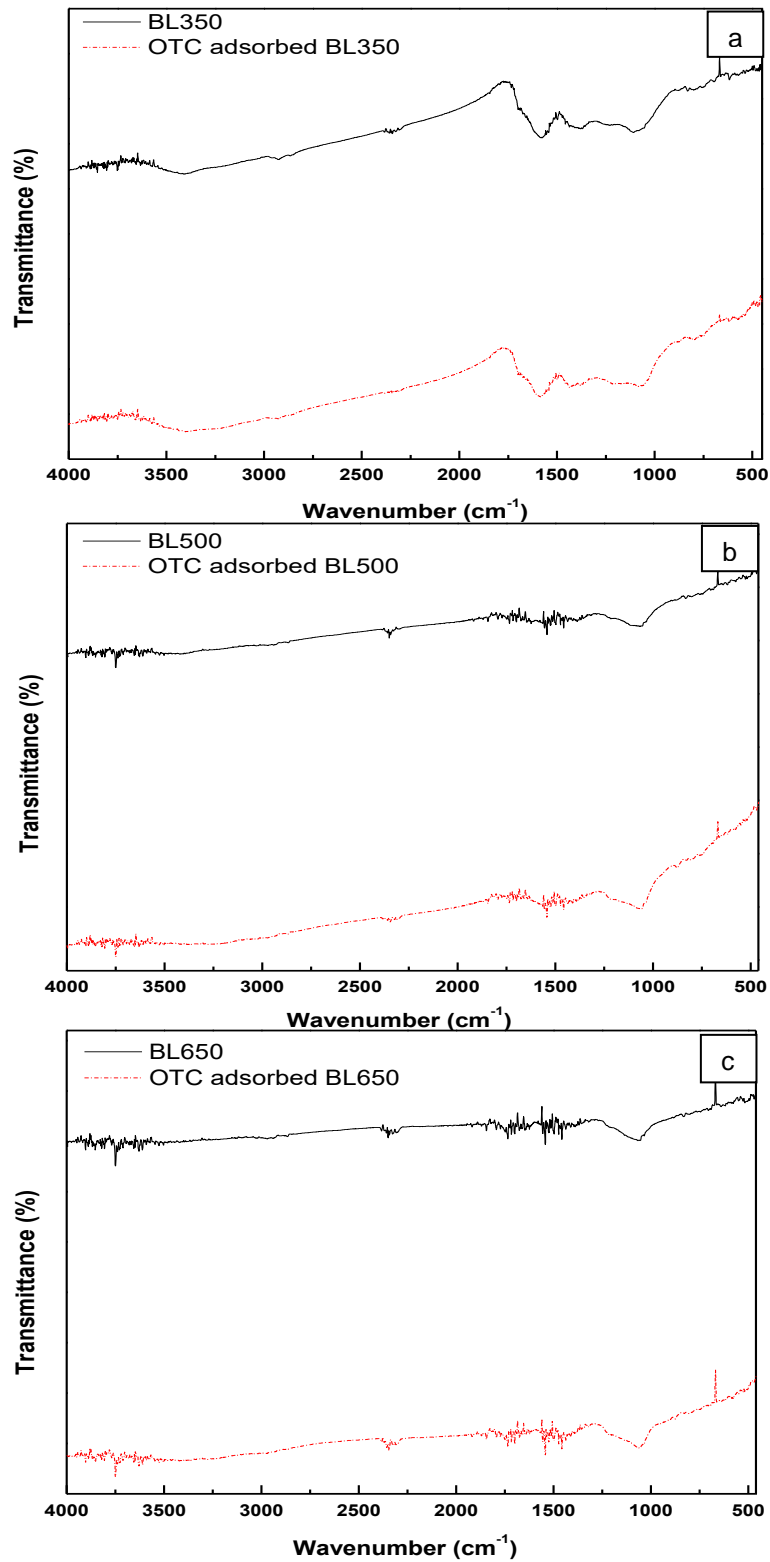 BL350
OTC adsorbed BL350
a
Transmittance (%)
4000 3500 3000 2500 2000 1500 1000 500
Wavenumber (cm⁻¹)
BL500
OTC adsorbed BL500
b
Transmittance (%)
4000 3500 3000 2500 2000 1500 1000 500
Wavenumber (cm⁻¹)
BL650
OTC adsorbed BL650
c
Transmittance (%)
4000 3500 3000 2500 2000 1500 1000 500
Wavenumber (cm⁻¹)